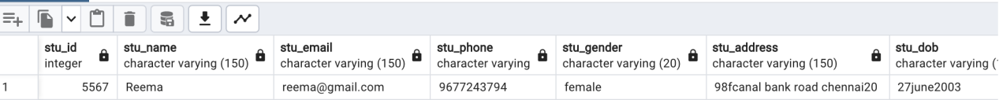 stu_id stu_name stu_email stu_phone stu_gender stu_address stu_dob
integer character varying (150) character varying (150) character varying character varying (20) character varying (150) character varying (
1 5567 Reema reema@gmail.com 9677243794 female 98fcanal bank road chennai20 27june2003